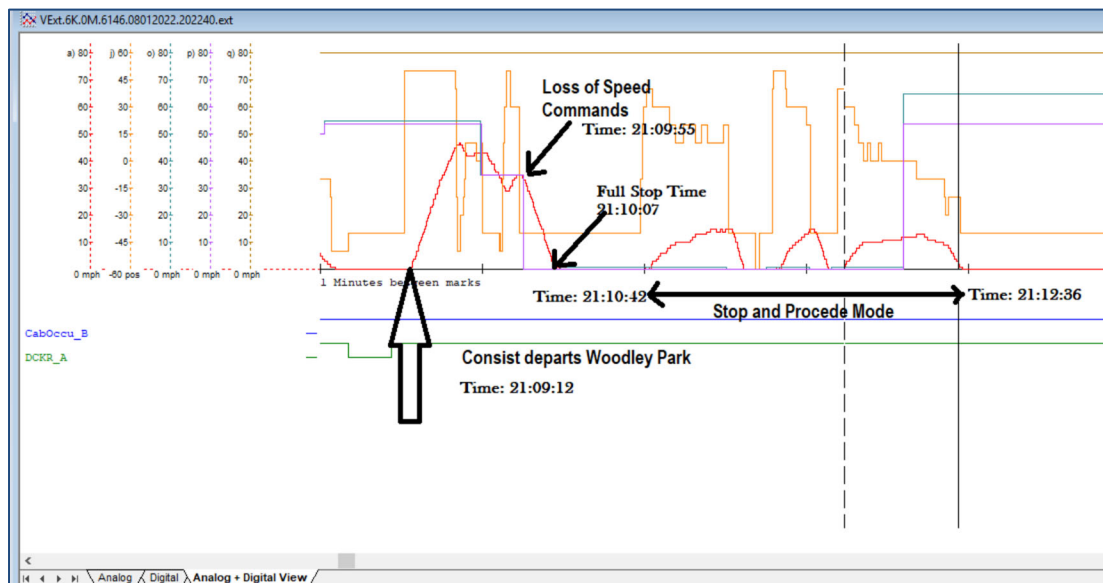 VExt.6K.0M.6146.08012022.202240.ext
a) 80 j) 60 o) 80 p) 80 q) 80
70 45 70 70 70
60 30 60 60 60
50 15 50 50 50
40 0 40 40 40
30 -15 30 30 30
20 -30 20 20 20
10 -45 10 10 10
0 mph -60 pos 0 mph 0 mph 0 mph
Loss of Speed
Commands
Time: 21:09:55
Full Stop Time
21:10:07
1 Minutes between marks
Time: 21:10:42
Time: 21:12:36
Stop and Procede Mode
CabOccu_B
DCKR_A
Consist departs Woodley Park
Time: 21:09:12
Analog Digital Analog + Digital View